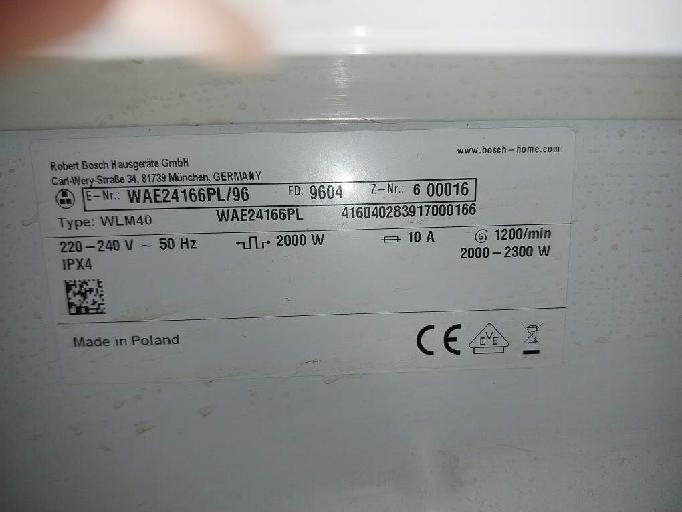 Robert Bosch Hausgeräte GmbH
www.bosch-home.com
Carl-Wery-Straße 34, 81739 München, GERMANY
E-Nr.: WAE24166PL/96 FD. 9604 Z-Nr.: 6 00016
Type: WLM40 WAE24166PL 416040283917000166
220-240 V ~ 50 Hz 2000 W 10 A 1200/min
IPX4 2000-2300 W
Made in Poland CE EVE